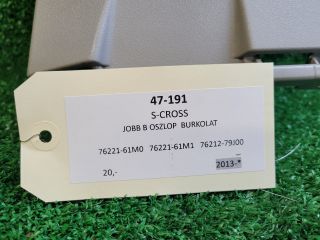 47-191
S-CROSS
JOBB B OSZLOP BURKOLAT
76221-61M0 76221-61M1 76212-79J00
20,-
2013-*